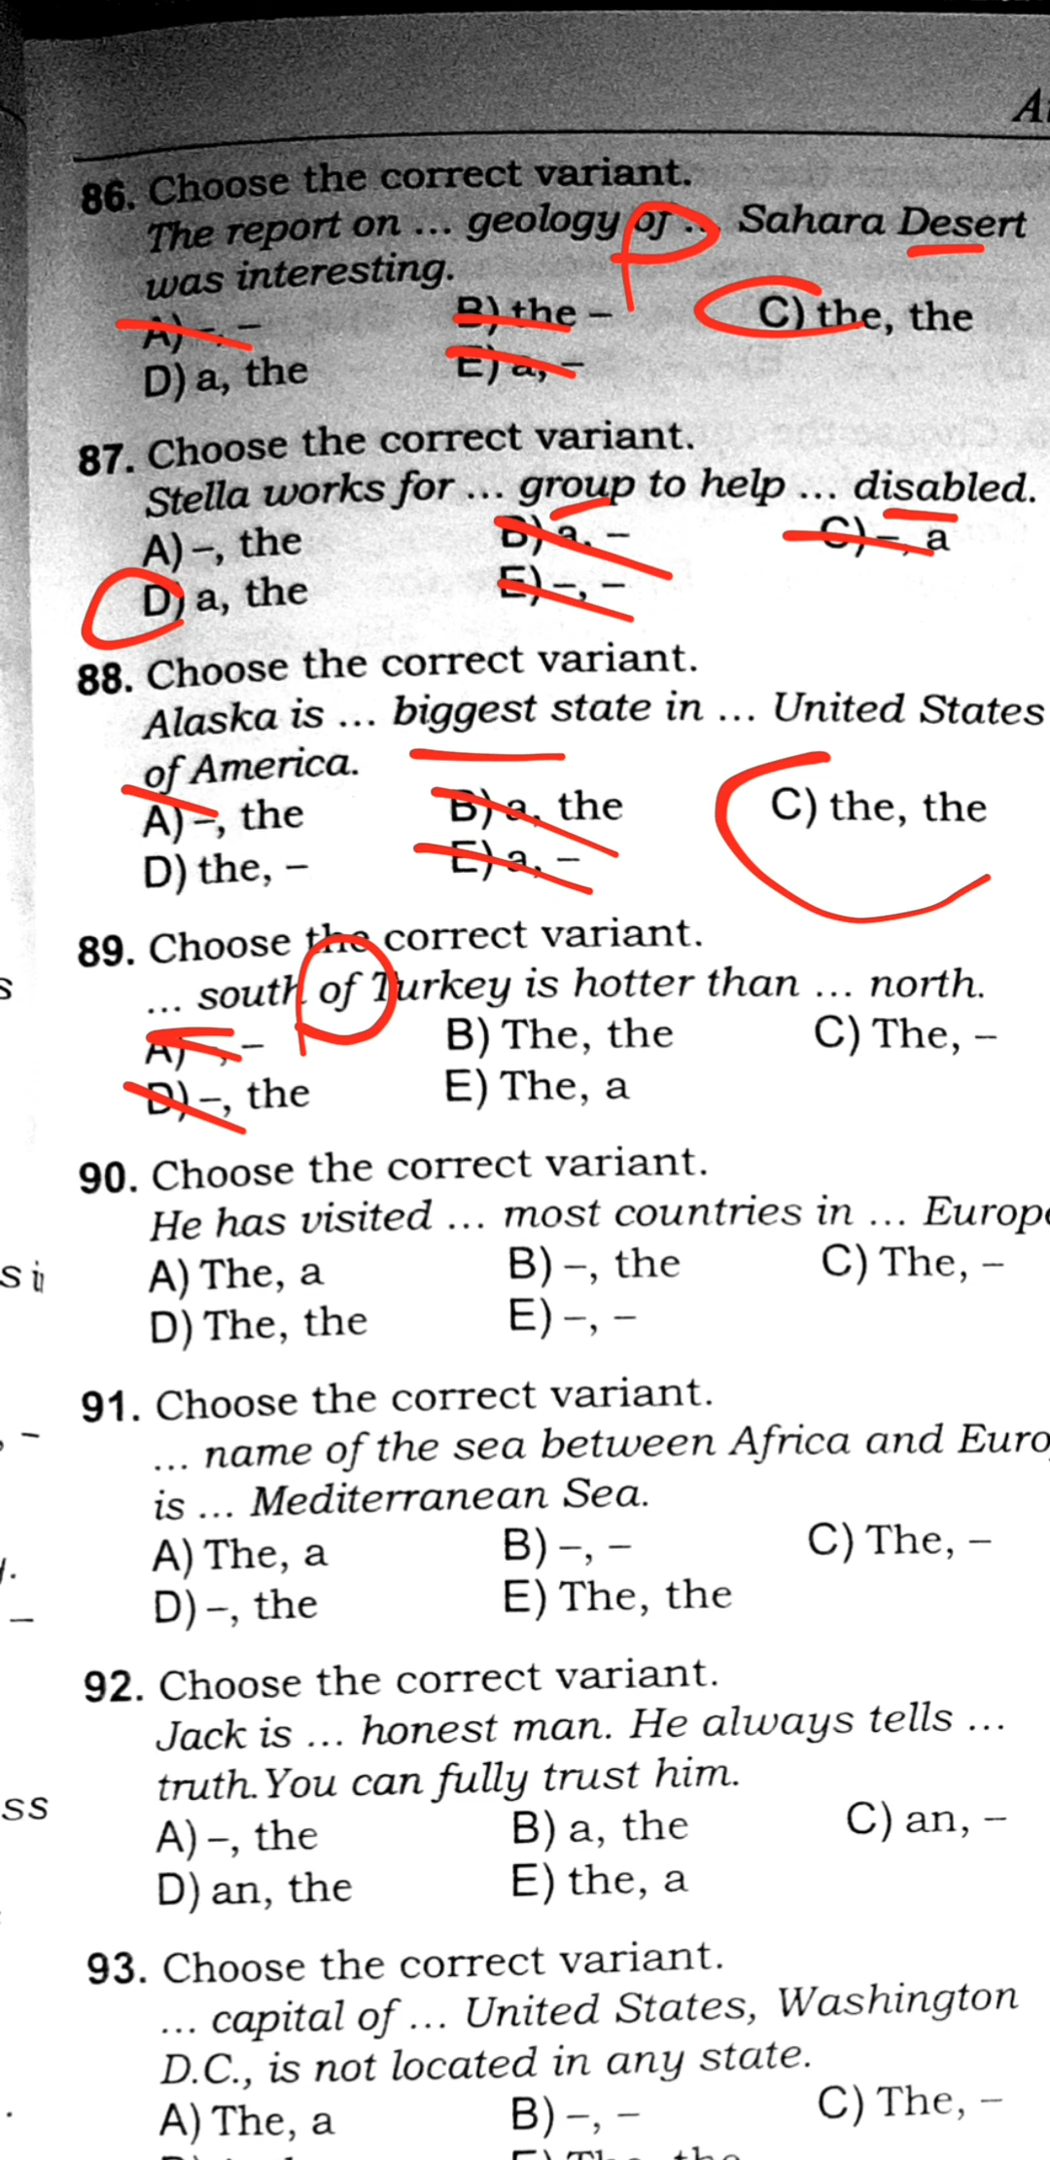 86. Choose the correct variant.
The report on ... geology of ... Sahara Desert
was interesting.
A) –, – B) the – C) the, the
D) a, the E) a, –
87. Choose the correct variant.
Stella works for ... group to help ... disabled.
A) –, the B) a, – C) –, a
D) a, the E) –, –
88. Choose the correct variant.
Alaska is ... biggest state in ... United States
of America.
A) –, the B) a, the C) the, the
D) the, – E) a, –
89. Choose the correct variant.
... south of Turkey is hotter than ... north.
A) –, – B) The, the C) The, –
D) –, the E) The, a
90. Choose the correct variant.
He has visited ... most countries in ... Europe
A) The, a B) –, the C) The, –
D) The, the E) –, –
91. Choose the correct variant.
... name of the sea between Africa and Euro
is ... Mediterranean Sea.
A) The, a B) –, – C) The, –
D) –, the E) The, the
92. Choose the correct variant.
Jack is ... honest man. He always tells ...
truth. You can fully trust him.
A) –, the B) a, the C) an, –
D) an, the E) the, a
93. Choose the correct variant.
... capital of ... United States, Washington
D.C., is not located in any state.
A) The, a B) –, – C) The, –